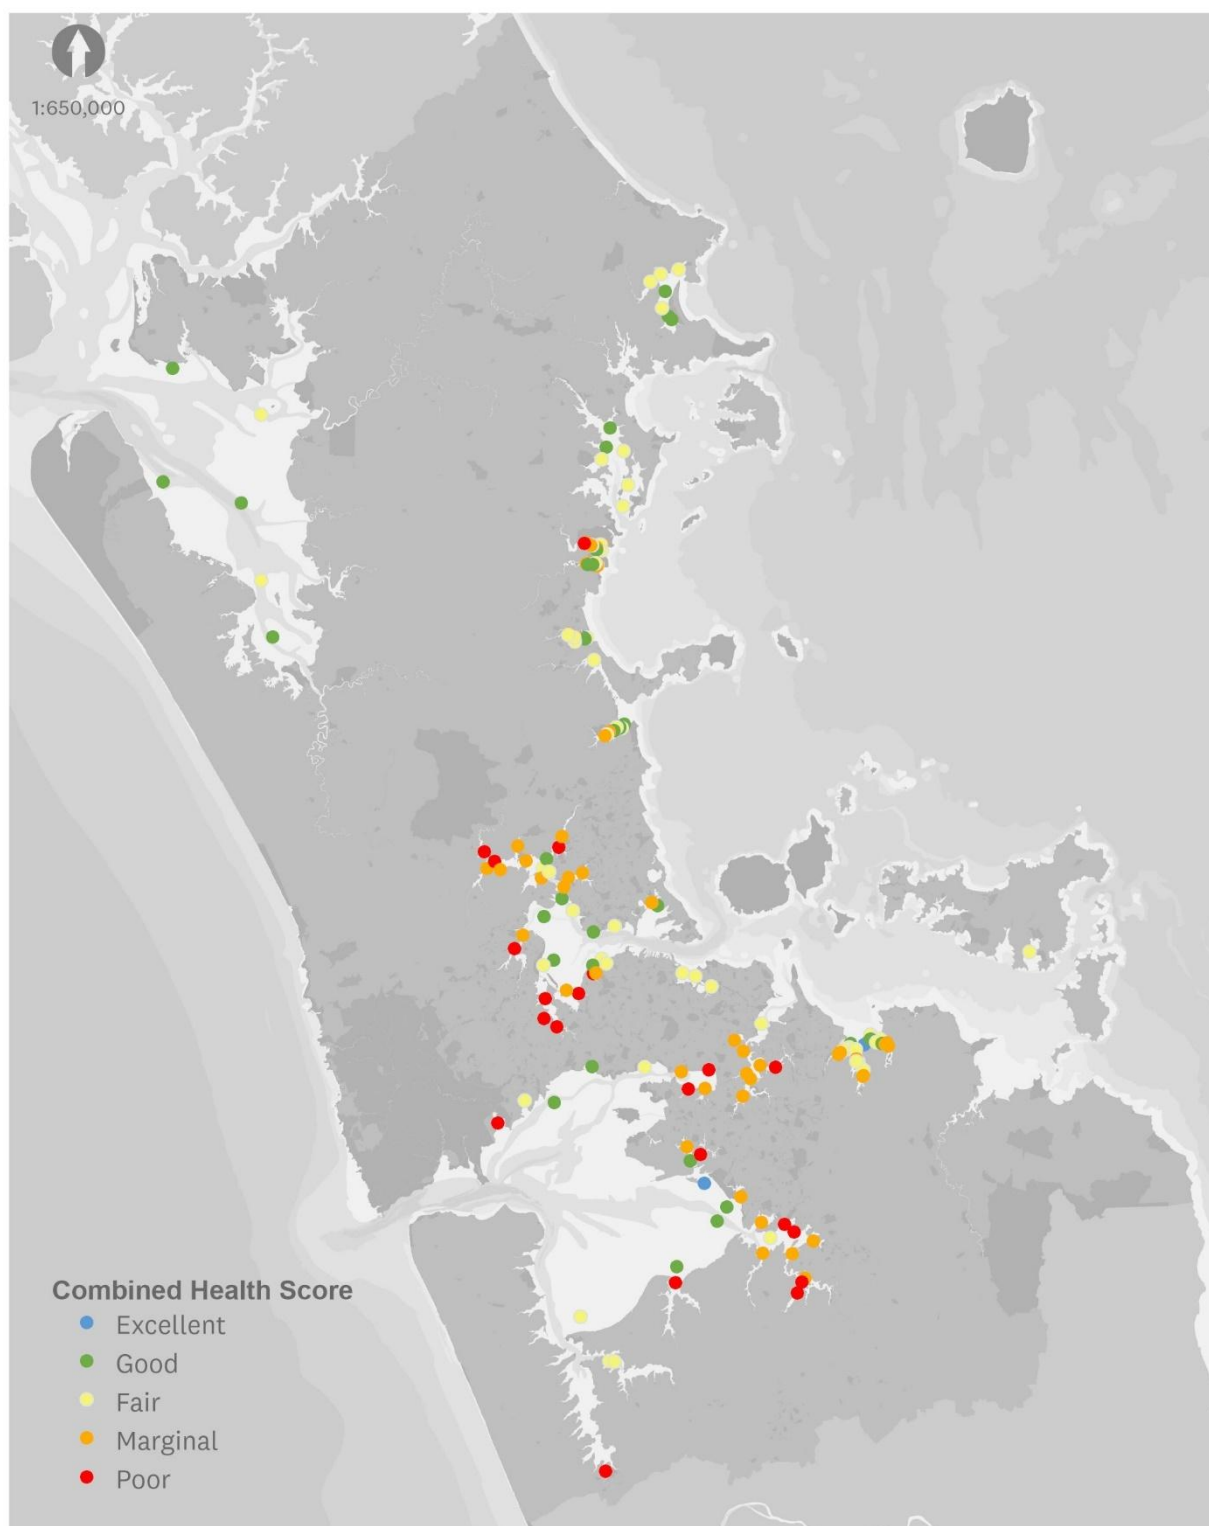 1:650,000
Combined Health Score
Excellent
Good
Fair
Marginal
Poor